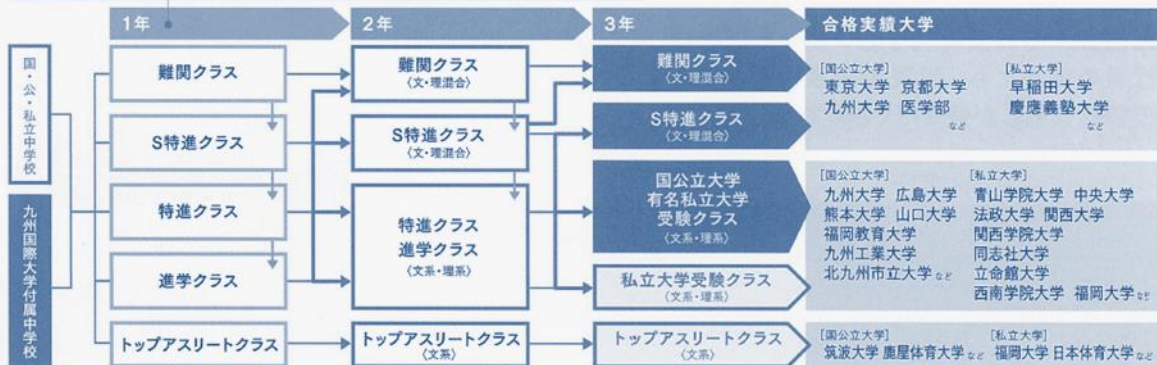 1年
2年
3年
合格実績大学
国・公・私立中学校
九州国際大学付属中学校
難関クラス
S特進クラス
特進クラス
進学クラス
トップアスリートクラス
難関クラス
〈文・理混合〉
S特進クラス
〈文・理混合〉
特進クラス
進学クラス
〈文系・理系〉
トップアスリートクラス
〈文系〉
難関クラス
〈文・理混合〉
S特進クラス
〈文・理混合〉
国公立大学
有名私立大学
受験クラス
〈文系・理系〉
私立大学受験クラス
〈文系・理系〉
トップアスリートクラス
〈文系〉
[国公立大学]
東京大学 京都大学
九州大学 医学部
など
[私立大学]
早稲田大学
慶應義塾大学
など
[国公立大学]
九州大学 広島大学
熊本大学 山口大学
福岡教育大学
九州工業大学
北九州市立大学など
[私立大学]
青山学院大学 中央大学
法政大学 関西大学
関西学院大学
同志社大学
立命館大学
西南学院大学 福岡大学など
[国公立大学]
筑波大学 鹿屋体育大学など
[私立大学]
福岡大学 日本体育大学など